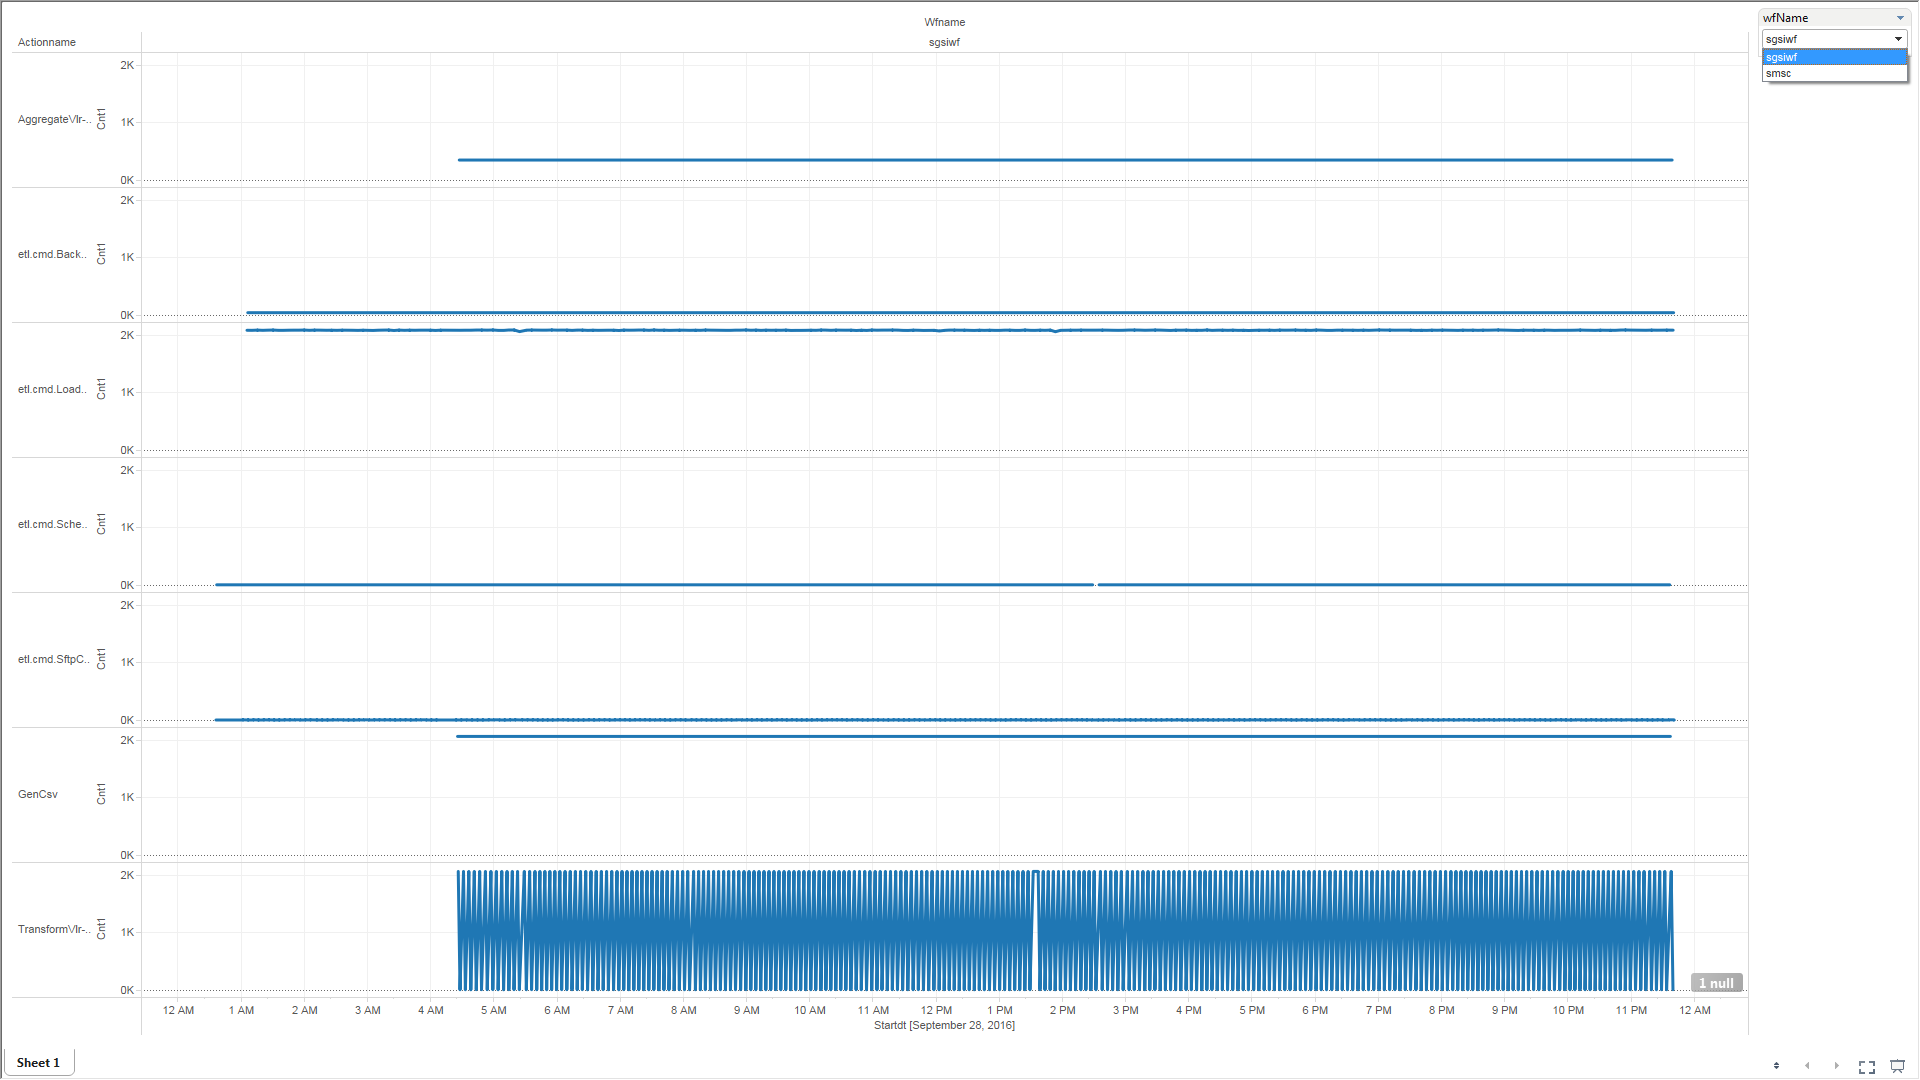 Wfname
wfName
Actionname
sgsiwf
sgsiwf
sgsiwf
smsc
AggregateVlr-..
Cnt1
2K
1K
0K
etl.cmd.Back..
Cnt1
2K
1K
0K
etl.cmd.Load..
Cnt1
2K
1K
0K
etl.cmd.Sche..
Cnt1
2K
1K
0K
etl.cmd.SftpC..
Cnt1
2K
1K
0K
GenCsv
Cnt1
2K
1K
0K
TransformVlr-..
Cnt1
2K
1K
0K
1 null
12 AM 1 AM 2 AM 3 AM 4 AM 5 AM 6 AM 7 AM 8 AM 9 AM 10 AM 11 AM 12 PM 1 PM 2 PM 3 PM 4 PM 5 PM 6 PM 7 PM 8 PM 9 PM 10 PM 11 PM 12 AM
Startdt [September 28, 2016]
Sheet 1